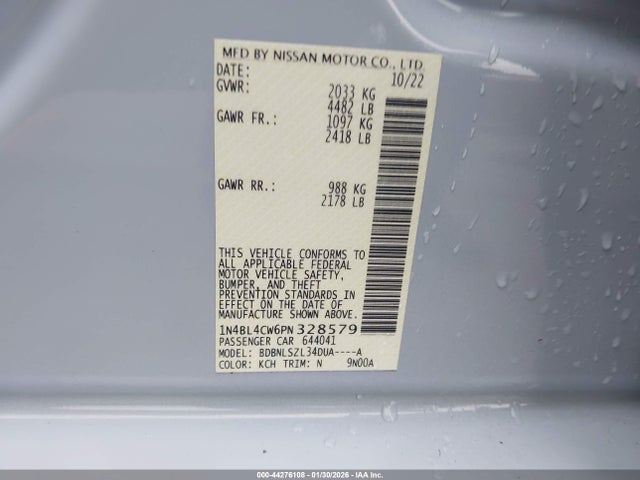 MFD BY NISSAN MOTOR CO., LTD.
DATE: 10/22
GVWR: 2033 KG
4482 LB
GAWR FR.: 1097 KG
2418 LB
GAWR RR.: 988 KG
2178 LB
THIS VEHICLE CONFORMS TO
ALL APPLICABLE FEDERAL
MOTOR VEHICLE SAFETY,
BUMPER, AND THEFT
PREVENTION STANDARDS IN
EFFECT ON THE DATE OF
MANUFACTURE SHOWN ABOVE.
1N4BL4CW6PN328579
PASSENGER CAR 644041
MODEL: BDBNLSZL34DUA----A
COLOR: KCH TRIM: N 9N00A
000-44276108 - 01/30/2026 - IAA Inc.